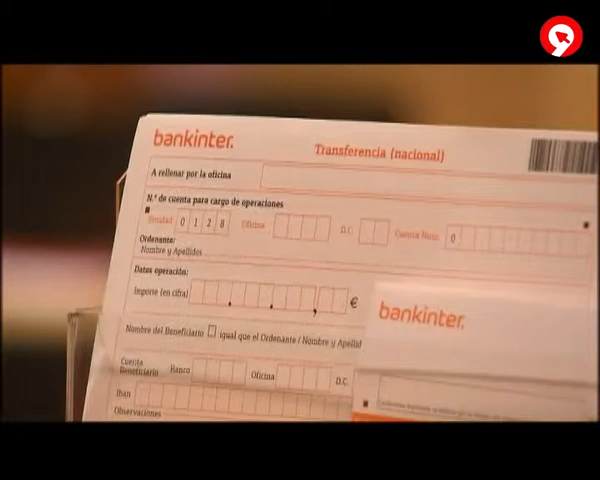 bankinter.
Transferencia (nacional)
A rellenar por la oficina
N.º de cuenta para cargo de operaciones
Entidad 0 1 2 8 Oficina D.C. Cuenta Núm. 0
Ordenante:
Nombre y Apellidos
Datos operación:
Importe (en cifra) . . , €
Nombre del Beneficiario igual que el Ordenante / Nombre y Apellid
Cuenta Beneficiario Banco Oficina D.C.
Iban
Observaciones
bankinter.